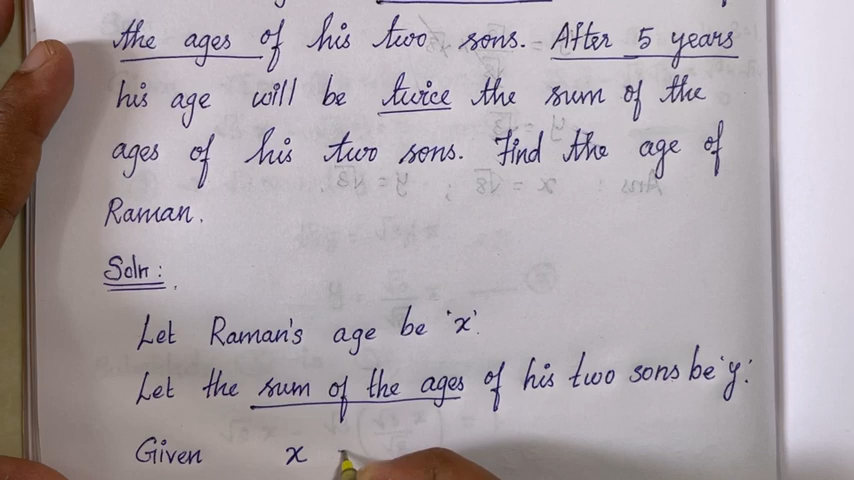 the ages of his two sons. After 5 years
his age will be twice the sum of the
ages of his two sons. Find the age of
Raman.
Soln:
Let Raman's age be 'x'.
Let the sum of the ages of his two sons be 'y'.
Given x